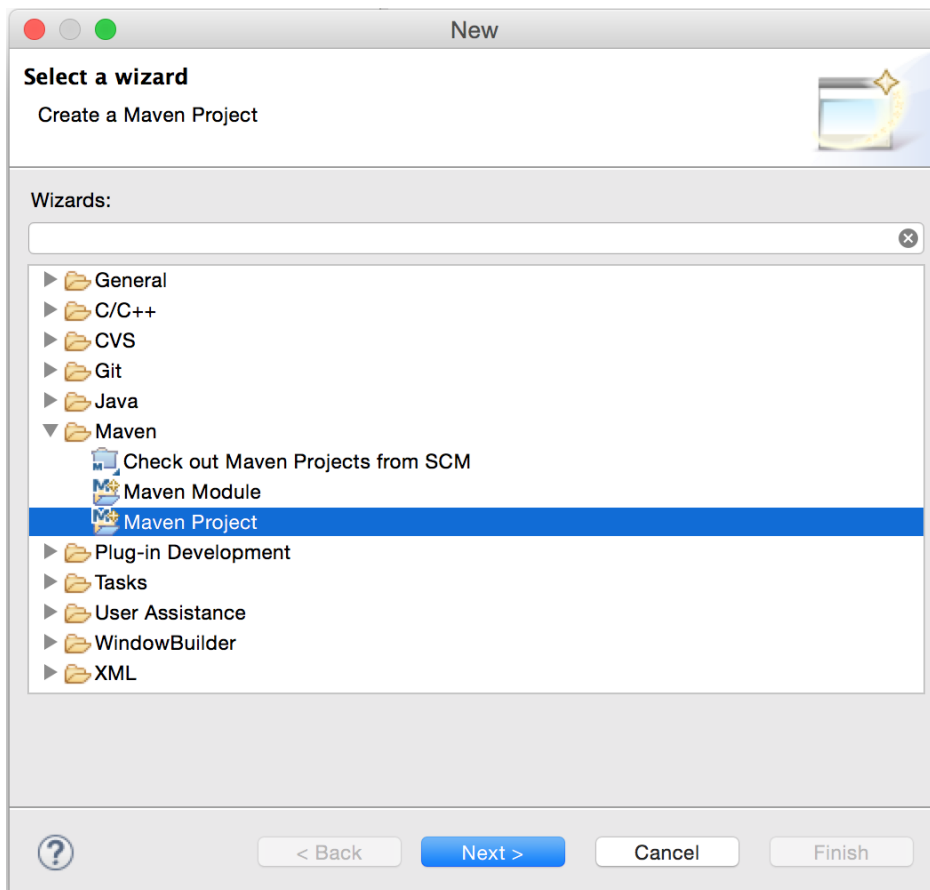 New
Select a wizard
Create a Maven Project
Wizards:
General
C/C++
CVS
Git
Java
Maven
Check out Maven Projects from SCM
Maven Module
Maven Project
Plug-in Development
Tasks
User Assistance
WindowBuilder
XML
? < Back Next > Cancel Finish